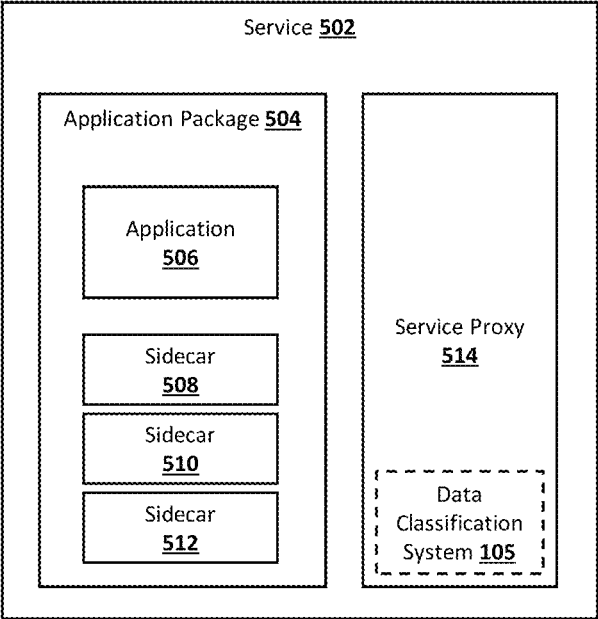 Service 502
Application Package 504
Application
506
Sidecar
508
Sidecar
510
Sidecar
512
Service Proxy
514
Data
Classification
System 105